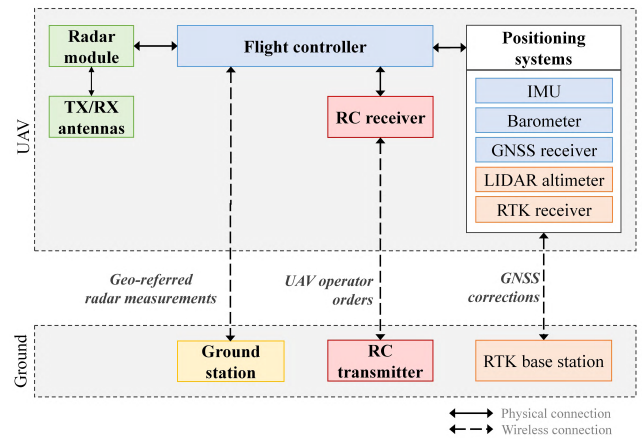 Radar
module
Flight controller
Positioning
systems
TX/RX
antennas
RC receiver
IMU
Barometer
GNSS receiver
LIDAR altimeter
RTK receiver
UAV
Geo-referred
radar measurements
UAV operator
orders
GNSS
corrections
Ground
Ground
station
RC
transmitter
RTK base station
Physical connection
Wireless connection